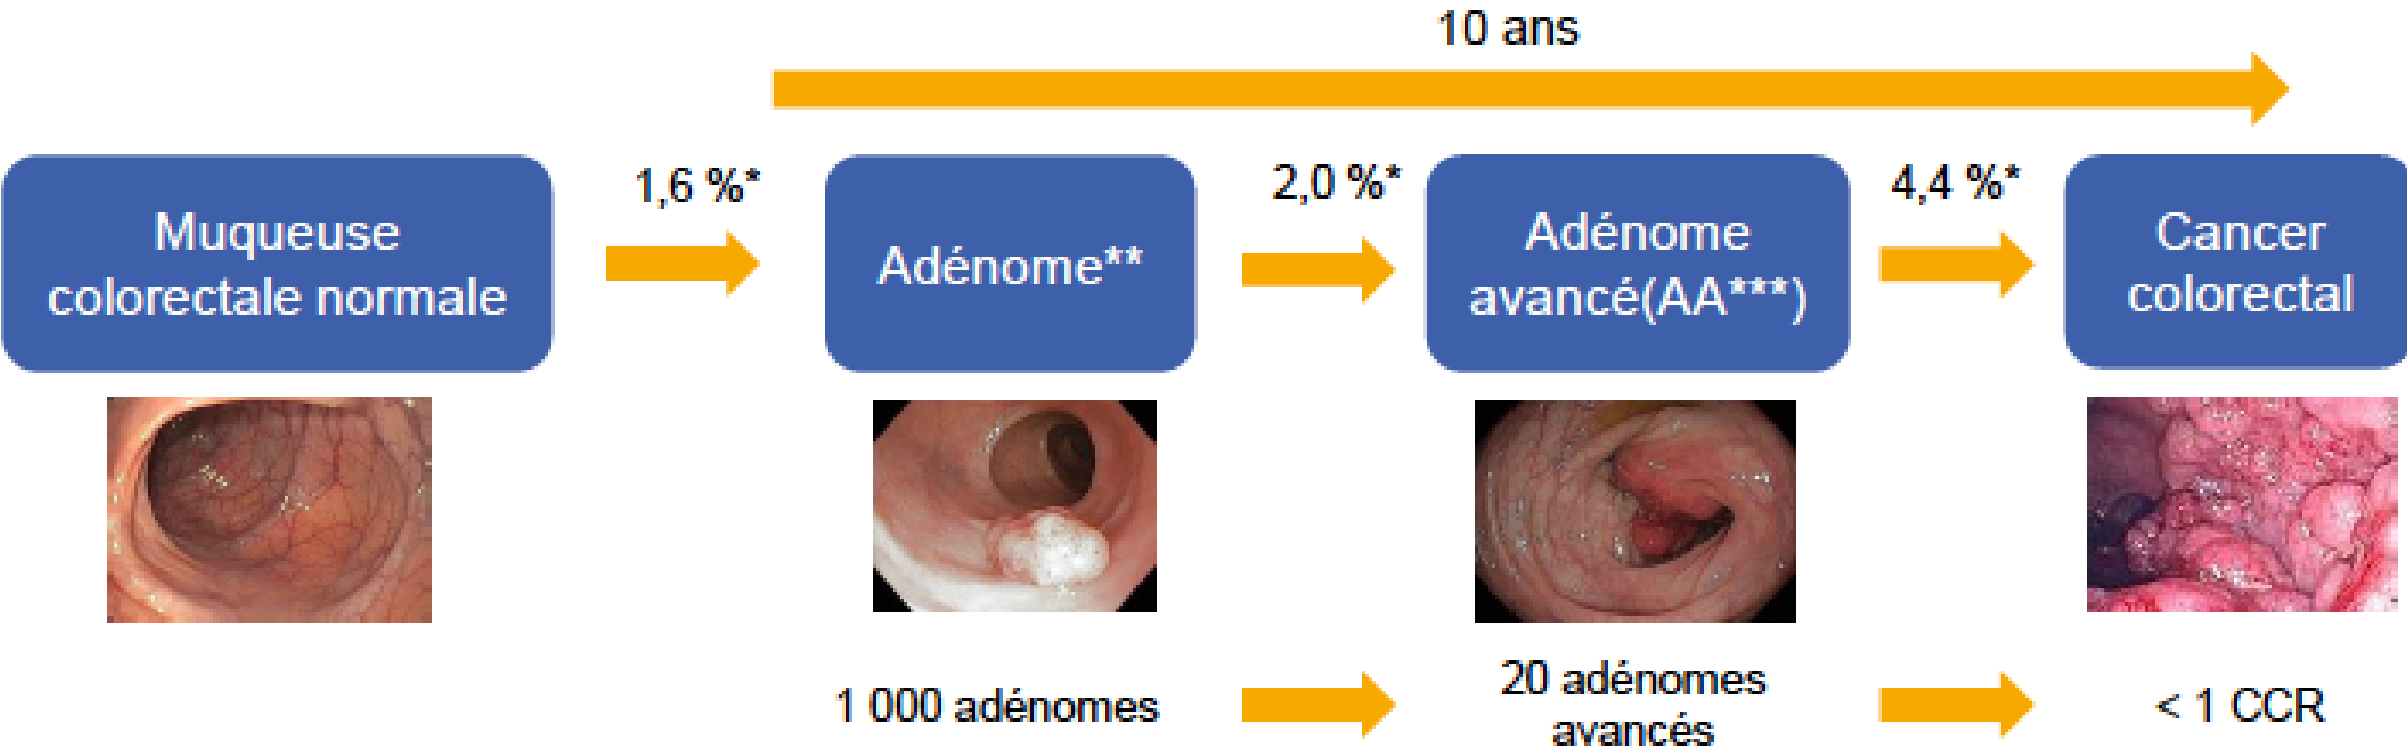 10 ans
Muqueuse
colorectale normale
1,6 %*
Adénome**
2,0 %*
Adénome
avancé(AA***)
4,4 %*
Cancer
colorectal
1 000 adénomes
20 adénomes
avancés
< 1 CCR